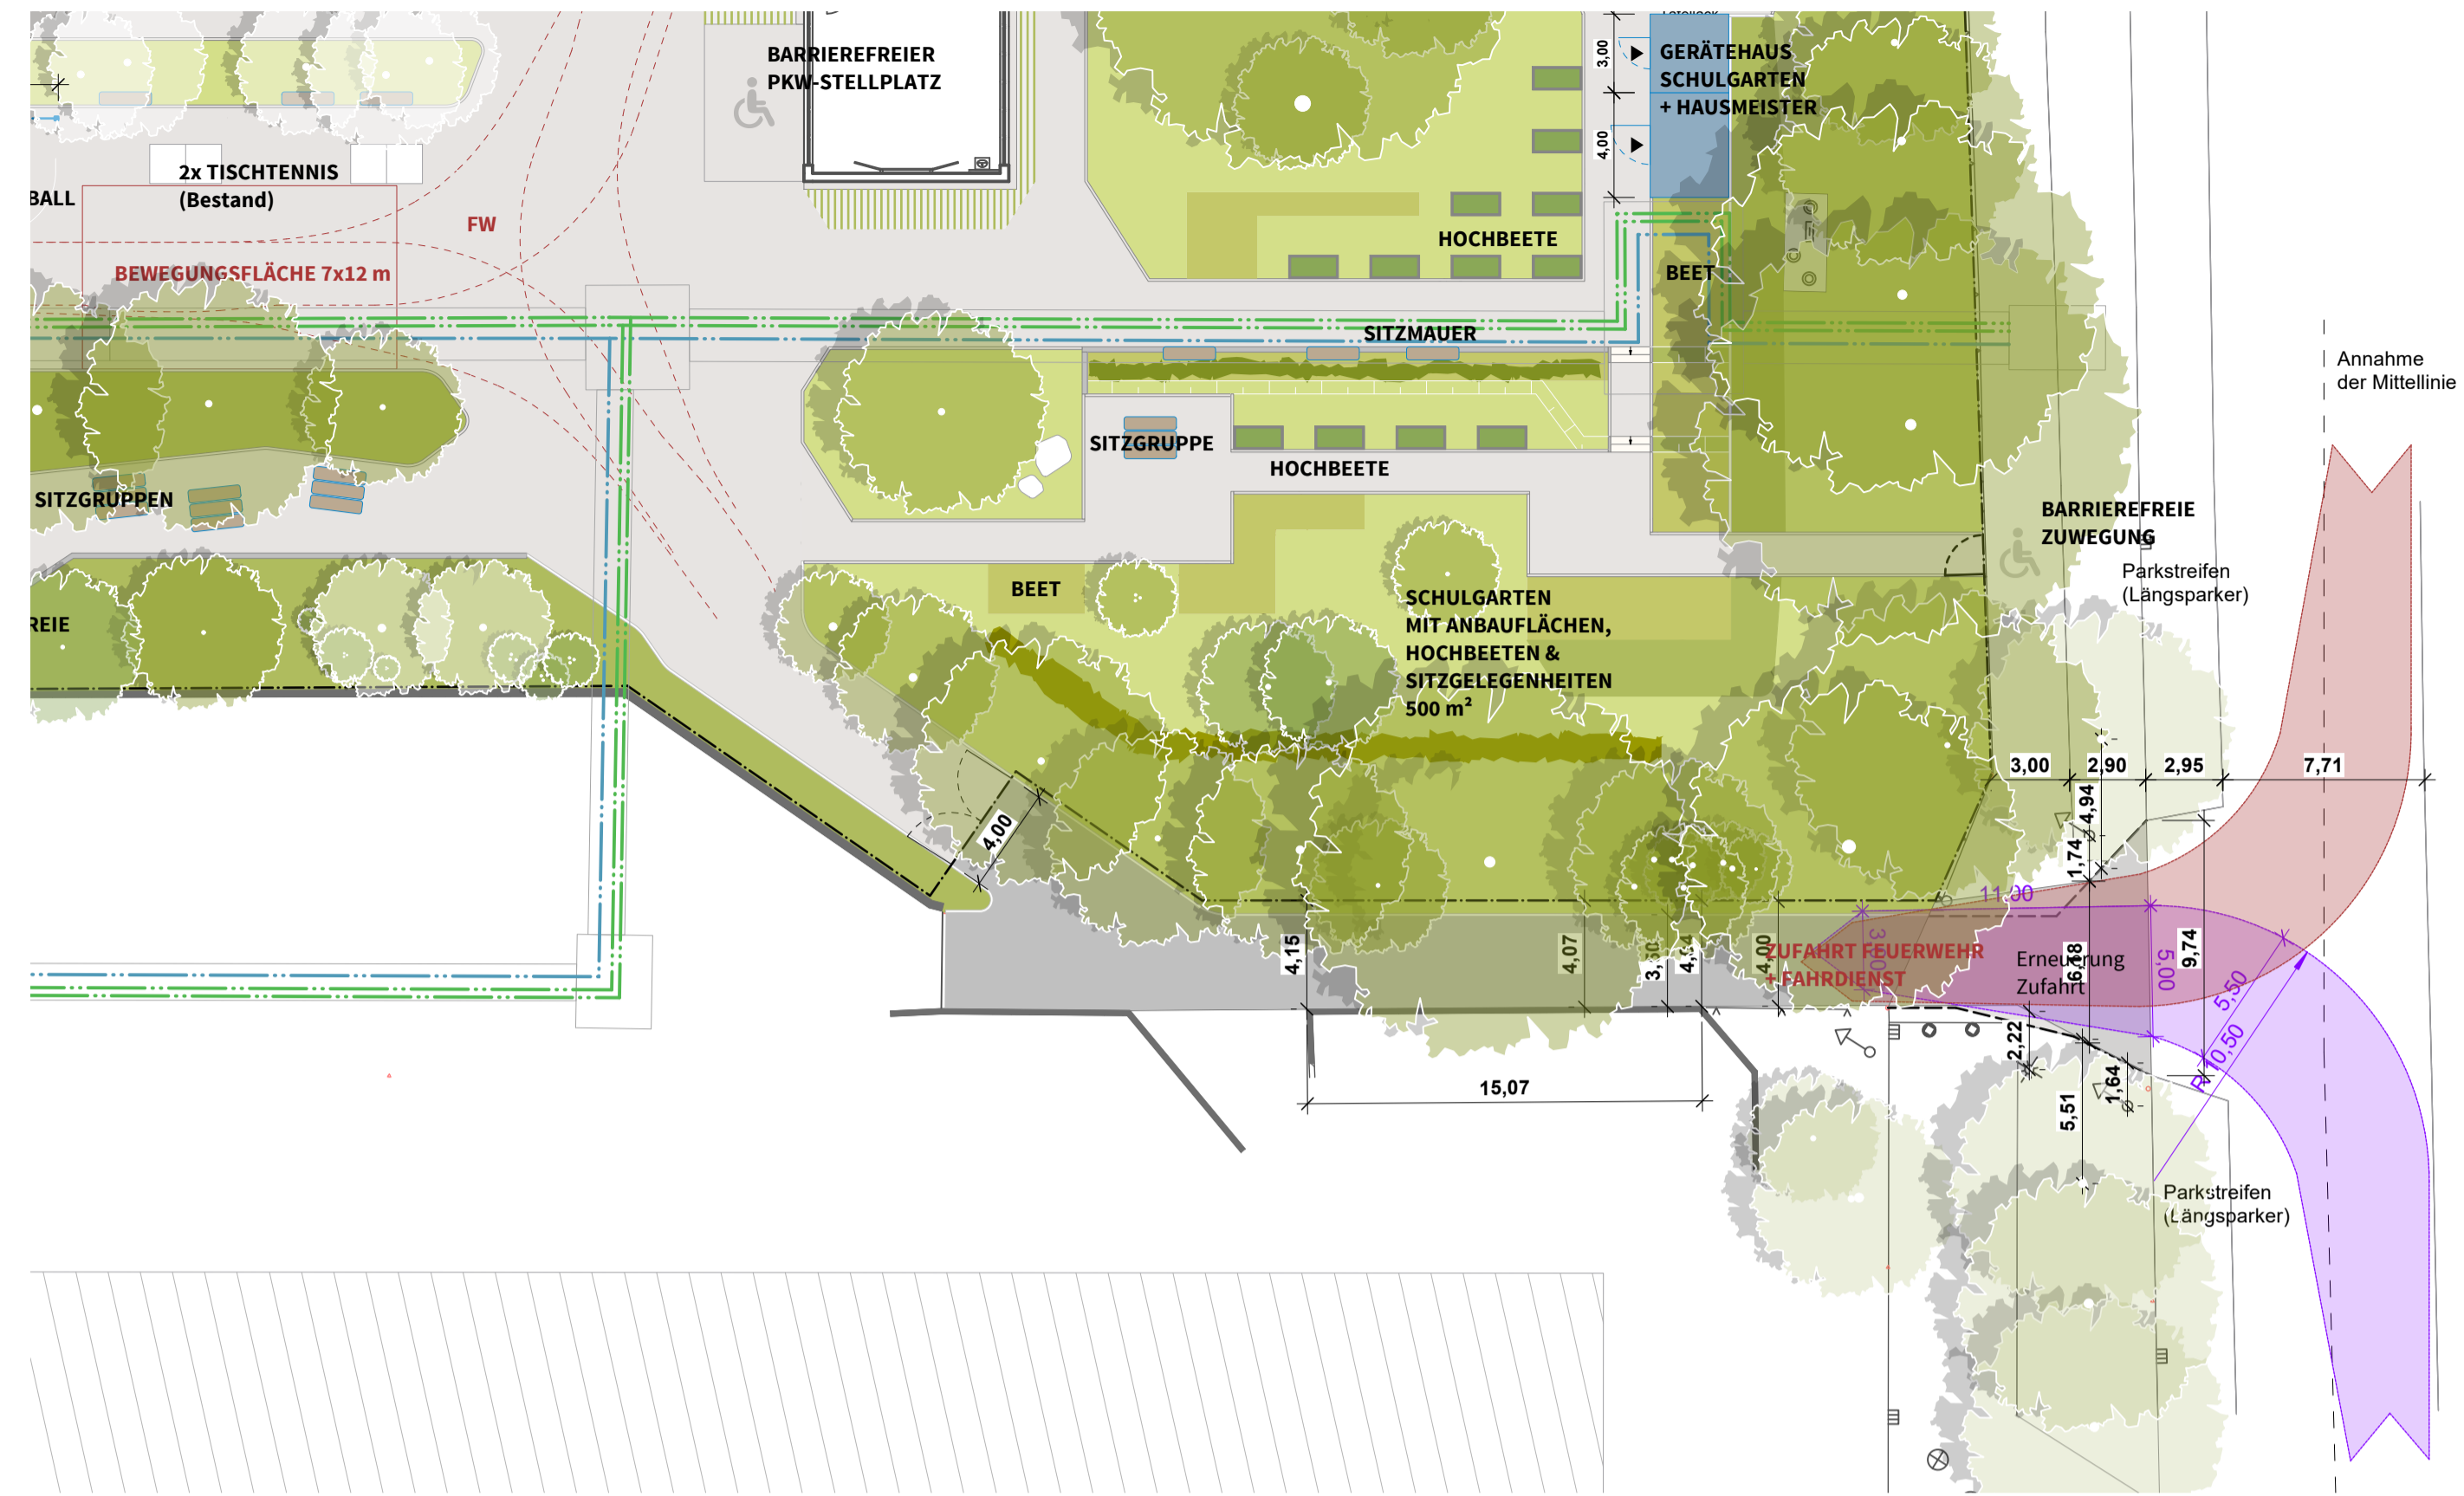 BARRIEREFREIER
PKW-STELLPLATZ
3,00
4,00
GERÄTEHAUS
SCHULGARTEN
+ HAUSMEISTER
2x TISCHTENNIS
(Bestand)
BALL
FW
BEWEGUNGSFLÄCHE 7x12 m
HOCHBEETE
BEET
SITZMAUER
Annahme
der Mittellinie
SITZGRUPPE
HOCHBEETE
SITZGRUPPEN
BARRIEREFREIE
ZUWEGUNG
Parkstreifen
(Längsparker)
BEET
SCHULGARTEN
MIT ANBAUFLÄCHEN,
HOCHBEETEN &
SITZGELEGENHEITEN
500 m²
REIE
3,00
2,90
2,95
7,71
4,94
1,74
4,00
11,00
4,15
4,07
4,00
ZUFAHRT FEUERWEHR
+ FAHRDIENST
Erneuerung
Zufahrt
6,68
5,00
9,74
5,50
R 10,50
2,22
1,64
5,51
15,07
Parkstreifen
(Längsparker)